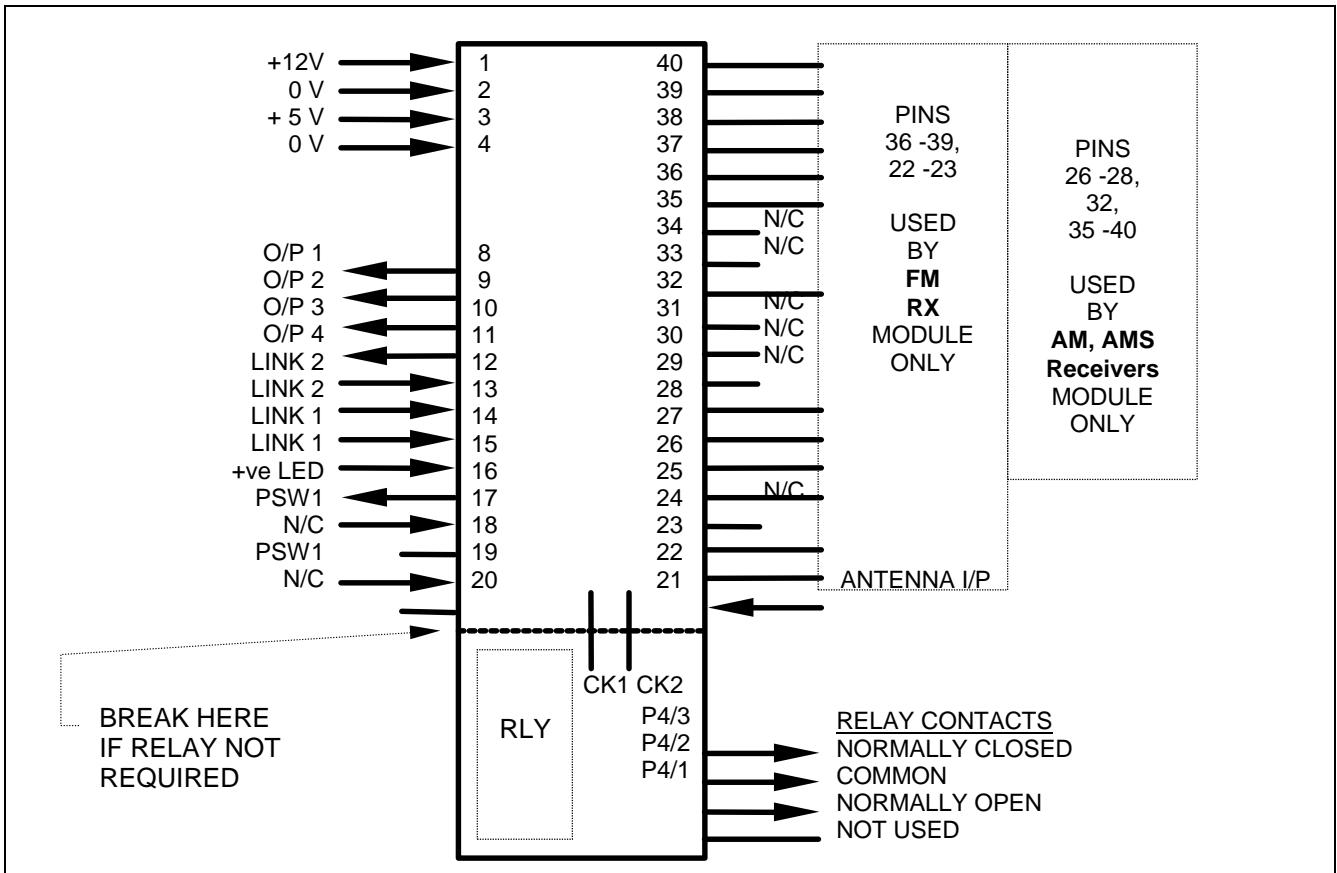 +12V 1 40
0 V 2 39
+ 5 V 3 38
0 V 4 37
36
35
34 N/C
O/P 1 8 33 N/C
O/P 2 9 32
O/P 3 10 31 N/C
O/P 4 11 30 N/C
LINK 2 12 29 N/C
LINK 2 13 28
LINK 1 14 27
LINK 1 15 26
+ve LED 16 25
PSW1 17 24 N/C
N/C 18 23
PSW1 19 22
N/C 20 21 ANTENNA I/P
PINS
36 -39,
22 -23
USED
BY
FM
RX
MODULE
ONLY
PINS
26 -28,
32,
35 -40
USED
BY
AM, AMS
Receivers
MODULE
ONLY
BREAK HERE
IF RELAY NOT
REQUIRED
RLY
CK1 CK2
P4/3
P4/2
P4/1
RELAY CONTACTS
NORMALLY CLOSED
COMMON
NORMALLY OPEN
NOT USED